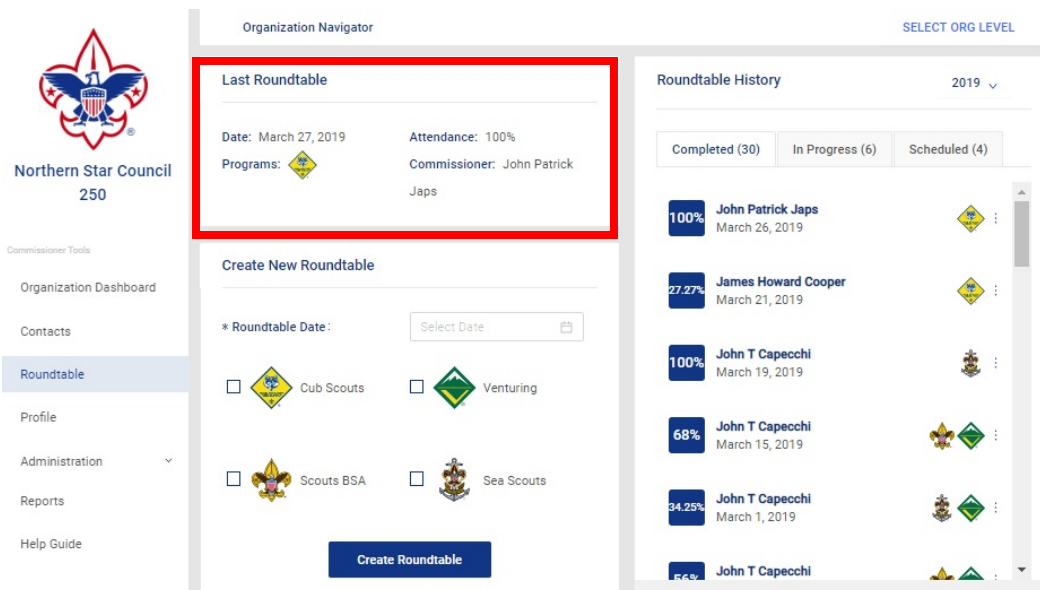 Organization Navigator
SELECT ORG LEVEL
Northern Star Council
250
Commissioner Tools
Organization Dashboard
Contacts
Roundtable
Profile
Administration
Reports
Help Guide
Last Roundtable
Date: March 27, 2019
Attendance: 100%
Programs:
Commissioner: John Patrick
Japs
Create New Roundtable
* Roundtable Date:
Select Date
Cub Scouts
Venturing
Scouts BSA
Sea Scouts
Create Roundtable
Roundtable History
2019
Completed (30)
In Progress (6)
Scheduled (4)
100%
John Patrick Japs
March 26, 2019
27.27%
James Howard Cooper
March 21, 2019
100%
John T Capecchi
March 19, 2019
68%
John T Capecchi
March 15, 2019
34.25%
John T Capecchi
March 1, 2019
56%
John T Capecchi